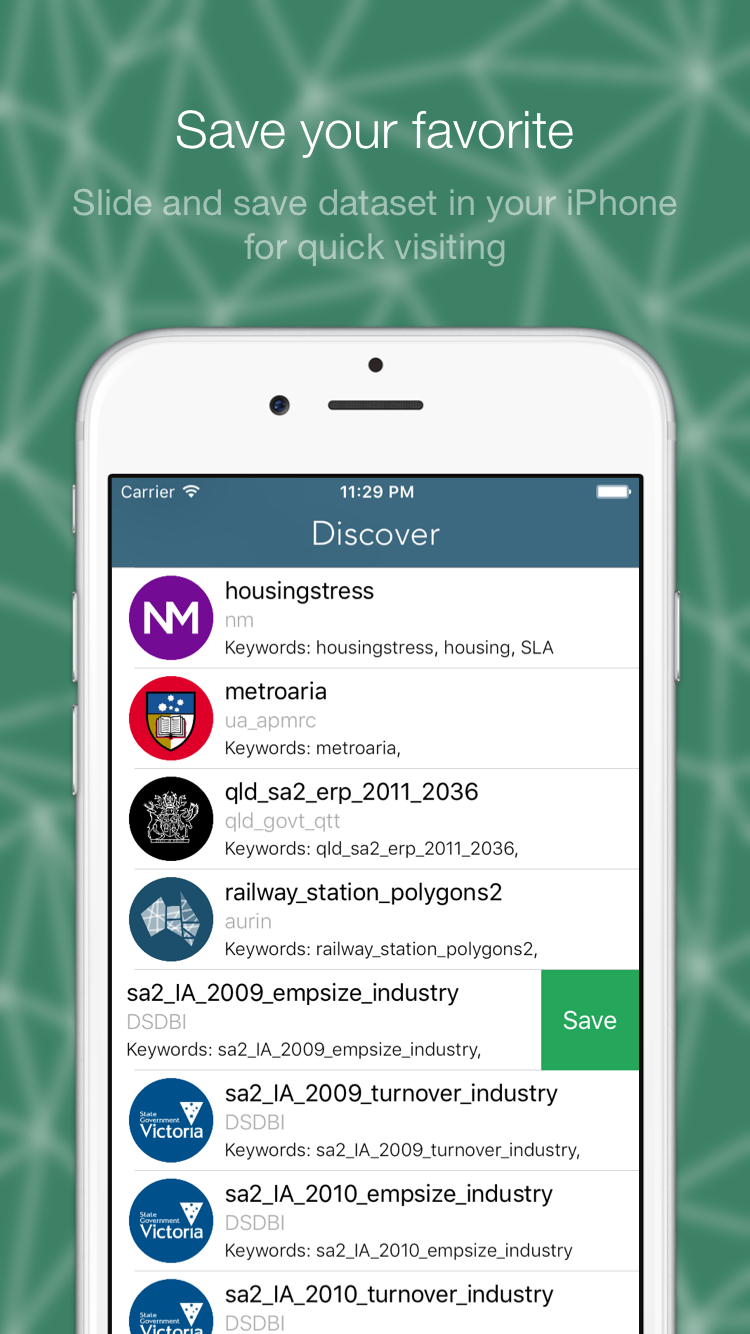 Save your favorite
Slide and save dataset in your iPhone
for quick visiting
Carrier
11:29 PM
Discover
NM
housingstress
nm
Keywords: housingstress, housing, SLA
metroaria
ua_apmrc
Keywords: metroaria,
qld_sa2_erp_2011_2036
qld_govt_qtt
Keywords: qld_sa2_erp_2011_2036,
railway_station_polygons2
aurin
Keywords: railway_station_polygons2,
sa2_IA_2009_empsize_industry
DSDBI
Keywords: sa2_IA_2009_empsize_industry,
Save
State
Government
Victoria
sa2_IA_2009_turnover_industry
DSDBI
Keywords: sa2_IA_2009_turnover_industry,
State
Government
Victoria
sa2_IA_2010_empsize_industry
DSDBI
Keywords: sa2_IA_2010_empsize_industry
State
Government
Victoria
sa2_IA_2010_turnover_industry
DSDBI